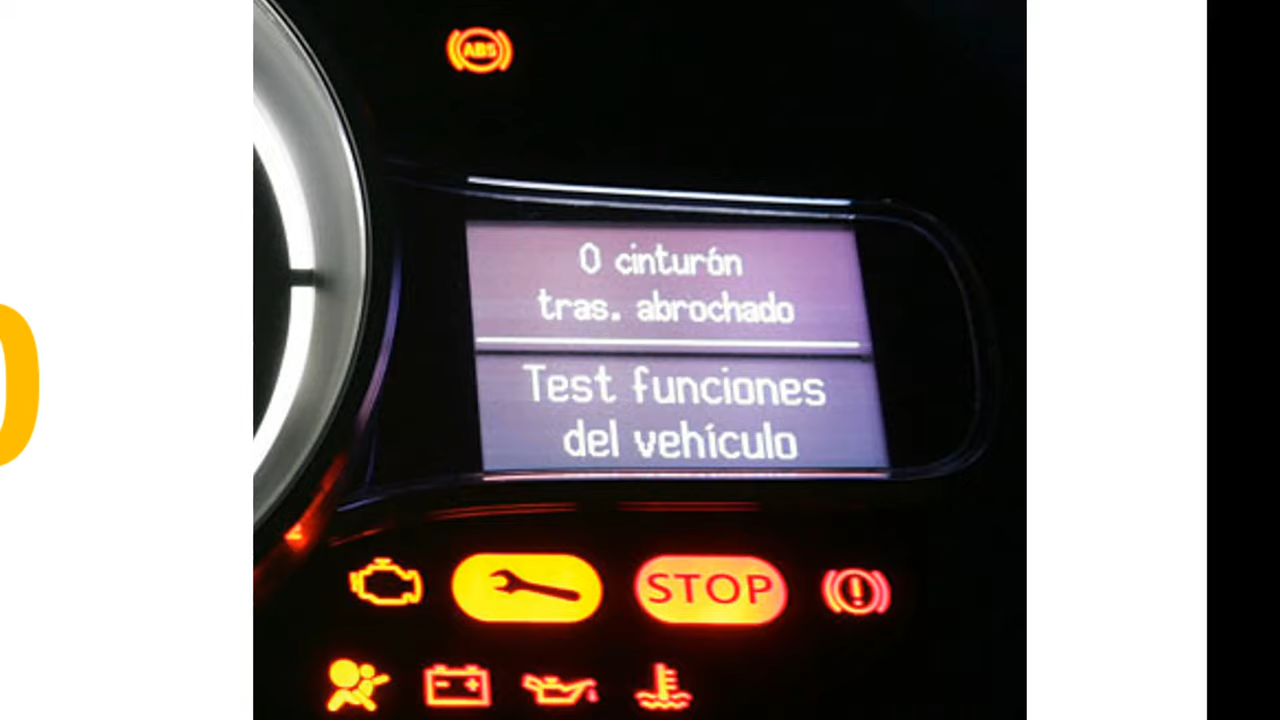 ABS
0 cinturón
tras. abrochado
Test funciones
del vehículo
STOP